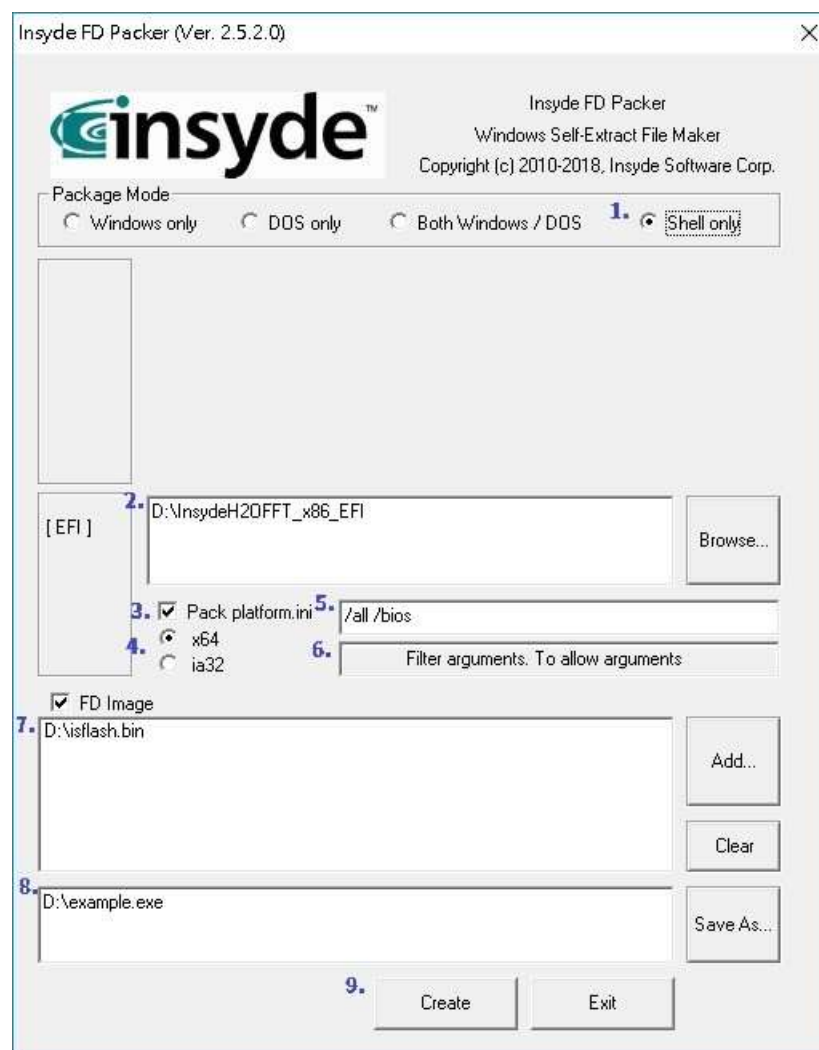 Insyde FD Packer (Ver. 2.5.2.0)
insyde™
Insyde FD Packer
Windows Self-Extract File Maker
Copyright (c) 2010-2018, Insyde Software Corp.
Package Mode
Windows only DOS only Both Windows / DOS 1. Shell only
[ EFI ]
2. D:\InsydeH2OFFT_x86_EFI
Browse...
3. Pack platform.ini 5. /all /bios
4. x64
ia32
6. Filter arguments. To allow arguments
FD Image
7. D:\isflash.bin
Add...
Clear
8. D:\example.exe
Save As...
9. Create Exit